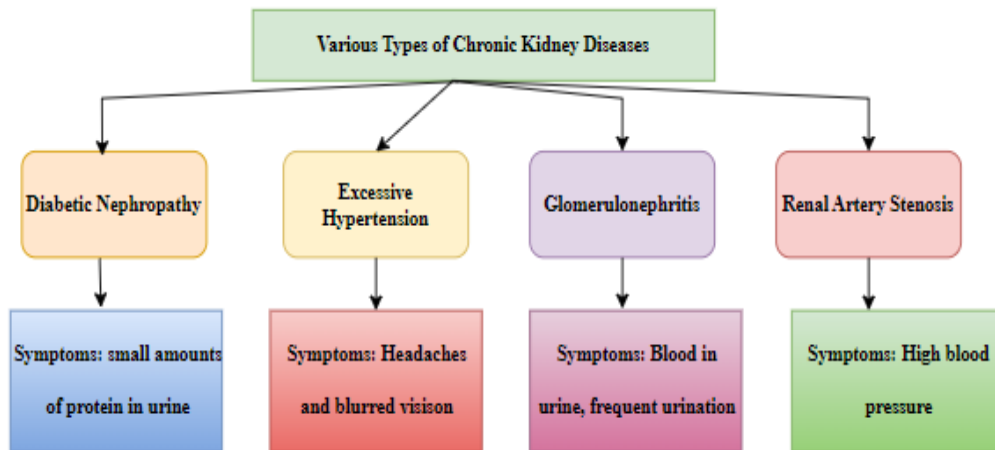 Various Types of Chronic Kidney Diseases
Diabetic Nephropathy
Excessive
Hypertension
Glomerulonephritis
Renal Artery Stenosis
Symptoms: small amounts
of protein in urine
Symptoms: Headaches
and blurred visison
Symptoms: Blood in
urine, frequent urination
Symptoms: High blood
pressure